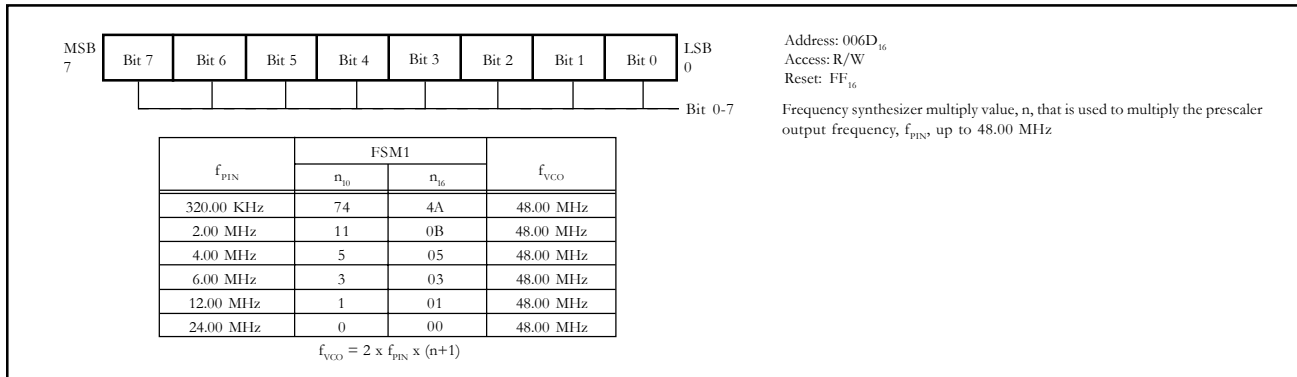 MSB 7
Bit 7 Bit 6 Bit 5 Bit 4 Bit 3 Bit 2 Bit 1 Bit 0
LSB 0
Bit 0-7
Address: 006D₁₆
Access: R/W
Reset: FF₁₆
Frequency synthesizer multiply value, n, that is used to multiply the prescaler
output frequency, f_PIN, up to 48.00 MHz
f_PIN FSM1 f_VCO
n₁₀ n₁₆
320.00 KHz 74 4A 48.00 MHz
2.00 MHz 11 0B 48.00 MHz
4.00 MHz 5 05 48.00 MHz
6.00 MHz 3 03 48.00 MHz
12.00 MHz 1 01 48.00 MHz
24.00 MHz 0 00 48.00 MHz
f_VCO = 2 x f_PIN x (n+1)